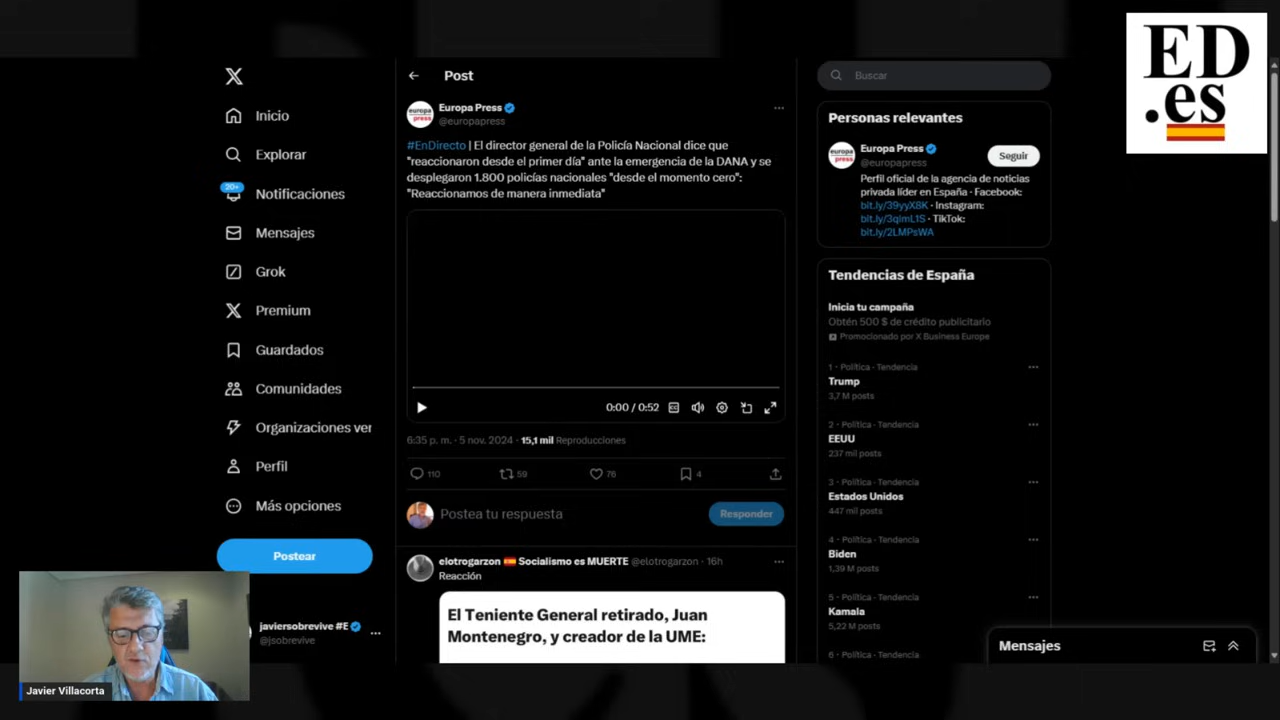 ED
.es
X
Inicio
Explorar
20+
Notificaciones
Mensajes
Grok
Premium
Guardados
Comunidades
Organizaciones ver
Perfil
Más opciones
Postear
javiersobrevive #E
@jsobrevive
Javier Villacorta
Post
europa press
Europa Press
@europapress
#EnDirecto | El director general de la Policía Nacional dice que
"reaccionaron desde el primer día" ante la emergencia de la DANA y se
desplegaron 1.800 policías nacionales "desde el momento cero":
"Reaccionamos de manera inmediata"
0:00 / 0:52
6:35 p. m. · 5 nov. 2024 · 15,1 mil Reproducciones
110 59 76 4
Postea tu respuesta
Responder
elotrogarzon Socialismo es MUERTE @elotrogarzon · 16h
Reacción
El Teniente General retirado, Juan
Montenegro, y creador de la UME:
Buscar
Personas relevantes
europa press
Europa Press
@europapress
Seguir
Perfil oficial de la agencia de noticias
privada líder en España · Facebook:
bit.ly/39yyX8K · Instagram:
bit.ly/3qimL1S · TikTok:
bit.ly/2LMPsWA
Tendencias de España
Inicia tu campaña
Obtén 500 $ de crédito publicitario
Promocionado por X Business Europe
1 · Política · Tendencia
Trump
3,7 M posts
2 · Política · Tendencia
EEUU
237 mil posts
3 · Política · Tendencia
Estados Unidos
447 mil posts
4 · Política · Tendencia
Biden
1,39 M posts
5 · Política · Tendencia
Kamala
5,22 M posts
6 · Política · Tendencia
Mensajes